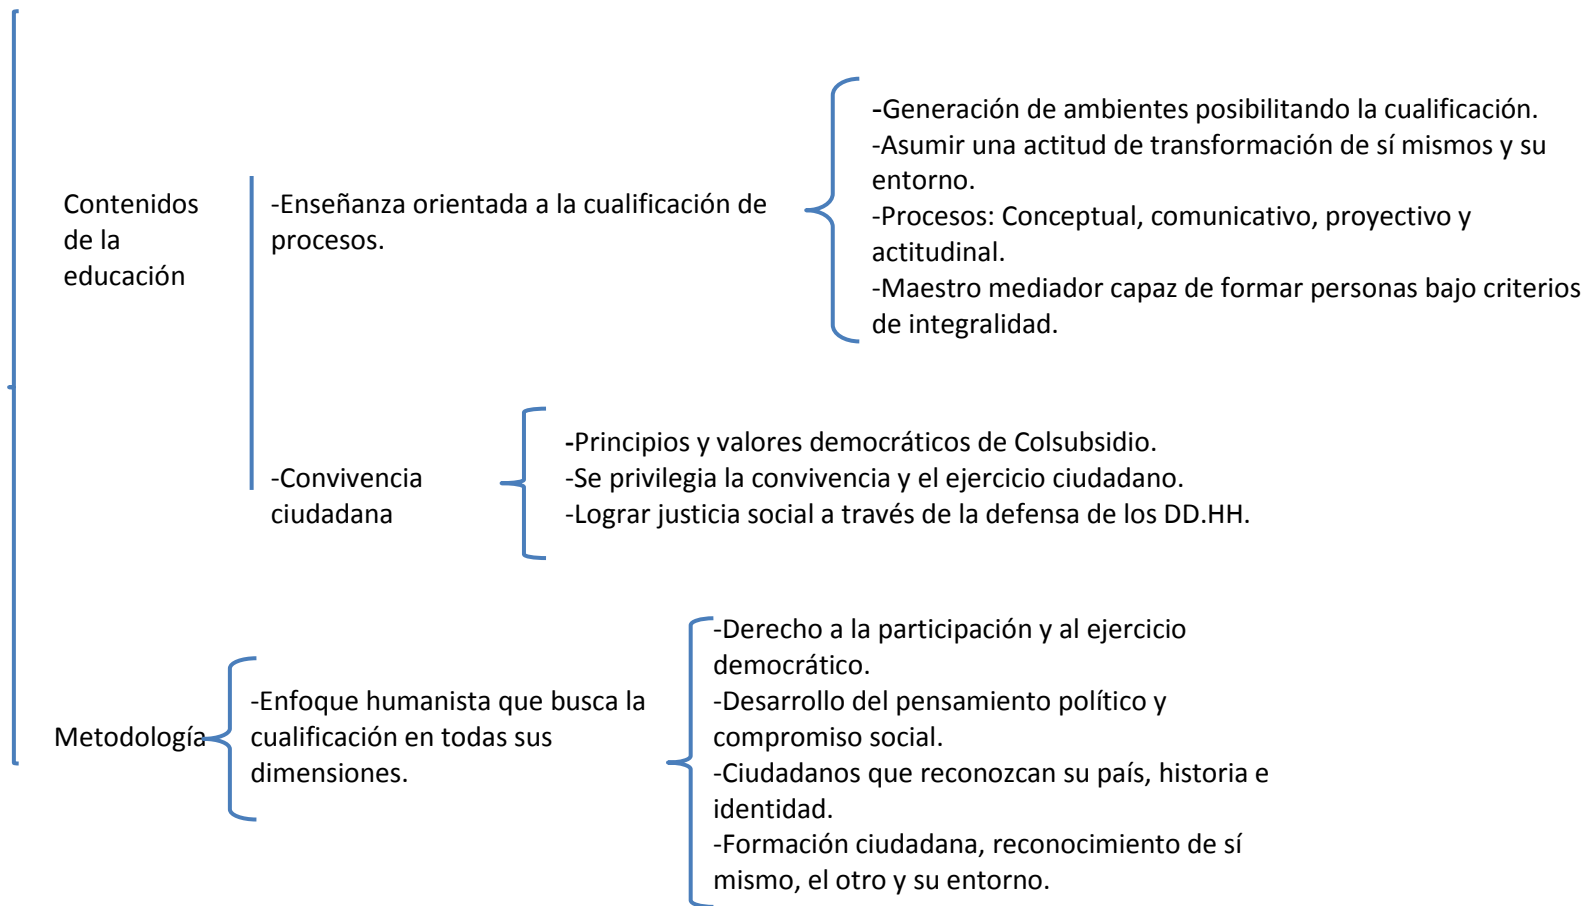 Contenidos
de la
educación
-Enseñanza orientada a la cualificación de
procesos.
-Generación de ambientes posibilitando la cualificación.
-Asumir una actitud de transformación de sí mismos y su
entorno.
-Procesos: Conceptual, comunicativo, proyectivo y
actitudinal.
-Maestro mediador capaz de formar personas bajo criterios
de integralidad.
-Convivencia
ciudadana
-Principios y valores democráticos de Colsubsidio.
-Se privilegia la convivencia y el ejercicio ciudadano.
-Lograr justicia social a través de la defensa de los DD.HH.
Metodología
-Enfoque humanista que busca la
cualificación en todas sus
dimensiones.
-Derecho a la participación y al ejercicio
democrático.
-Desarrollo del pensamiento político y
compromiso social.
-Ciudadanos que reconozcan su país, historia e
identidad.
-Formación ciudadana, reconocimiento de sí
mismo, el otro y su entorno.